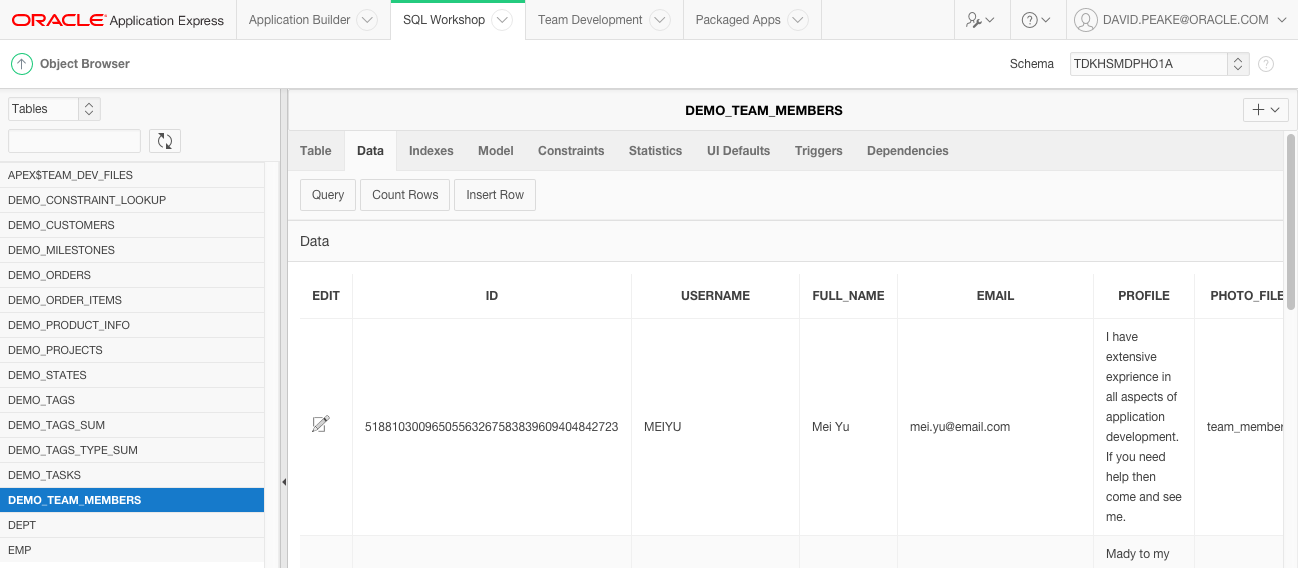 ORACLE Application Express Application Builder SQL Workshop Team Development Packaged Apps DAVID.PEAKE@ORACLE.COM
Object Browser Schema TDKHSMDPHO1A
Tables
DEMO_TEAM_MEMBERS
Table Data Indexes Model Constraints Statistics UI Defaults Triggers Dependencies
Query Count Rows Insert Row
Data
APEX$TEAM_DEV_FILES
DEMO_CONSTRAINT_LOOKUP
DEMO_CUSTOMERS
DEMO_MILESTONES
DEMO_ORDERS
DEMO_ORDER_ITEMS
DEMO_PRODUCT_INFO
DEMO_PROJECTS
DEMO_STATES
DEMO_TAGS
DEMO_TAGS_SUM
DEMO_TAGS_TYPE_SUM
DEMO_TASKS
DEMO_TEAM_MEMBERS
DEPT
EMP
EDIT ID USERNAME FULL_NAME EMAIL PROFILE PHOTO_FILE
51881030096505563267583839609404842723 MEIYU Mei Yu mei.yu@email.com
I have
extensive
exprience in
all aspects of
application
development.
If you need
help then
come and see
me.
team_member
Mady to my